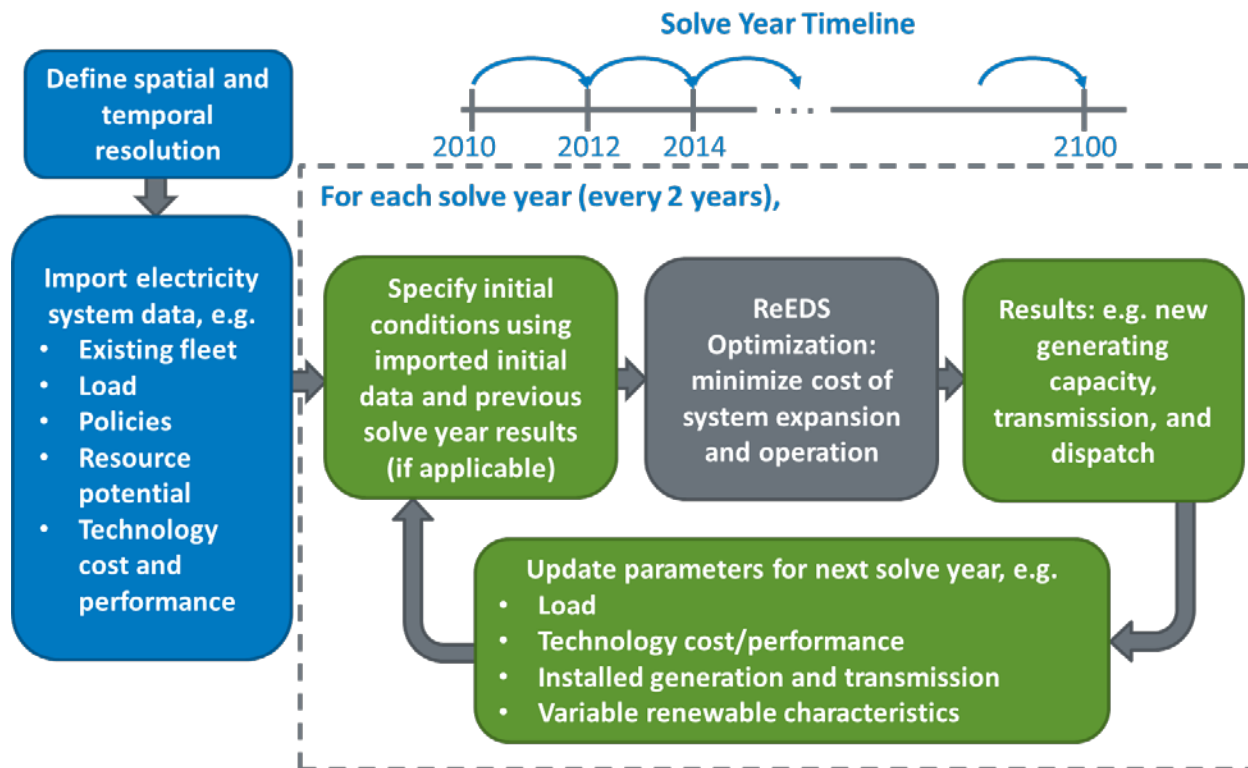 Solve Year Timeline
2010
2012
2014
...
2100
Define spatial and
temporal
resolution
Import electricity
system data, e.g.
• Existing fleet
• Load
• Policies
• Resource
potential
• Technology
cost and
performance
For each solve year (every 2 years),
Specify initial
conditions using
imported initial
data and previous
solve year results
(if applicable)
ReEDS
Optimization:
minimize cost of
system expansion
and operation
Results: e.g. new
generating
capacity,
transmission, and
dispatch
Update parameters for next solve year, e.g.
• Load
• Technology cost/performance
• Installed generation and transmission
• Variable renewable characteristics